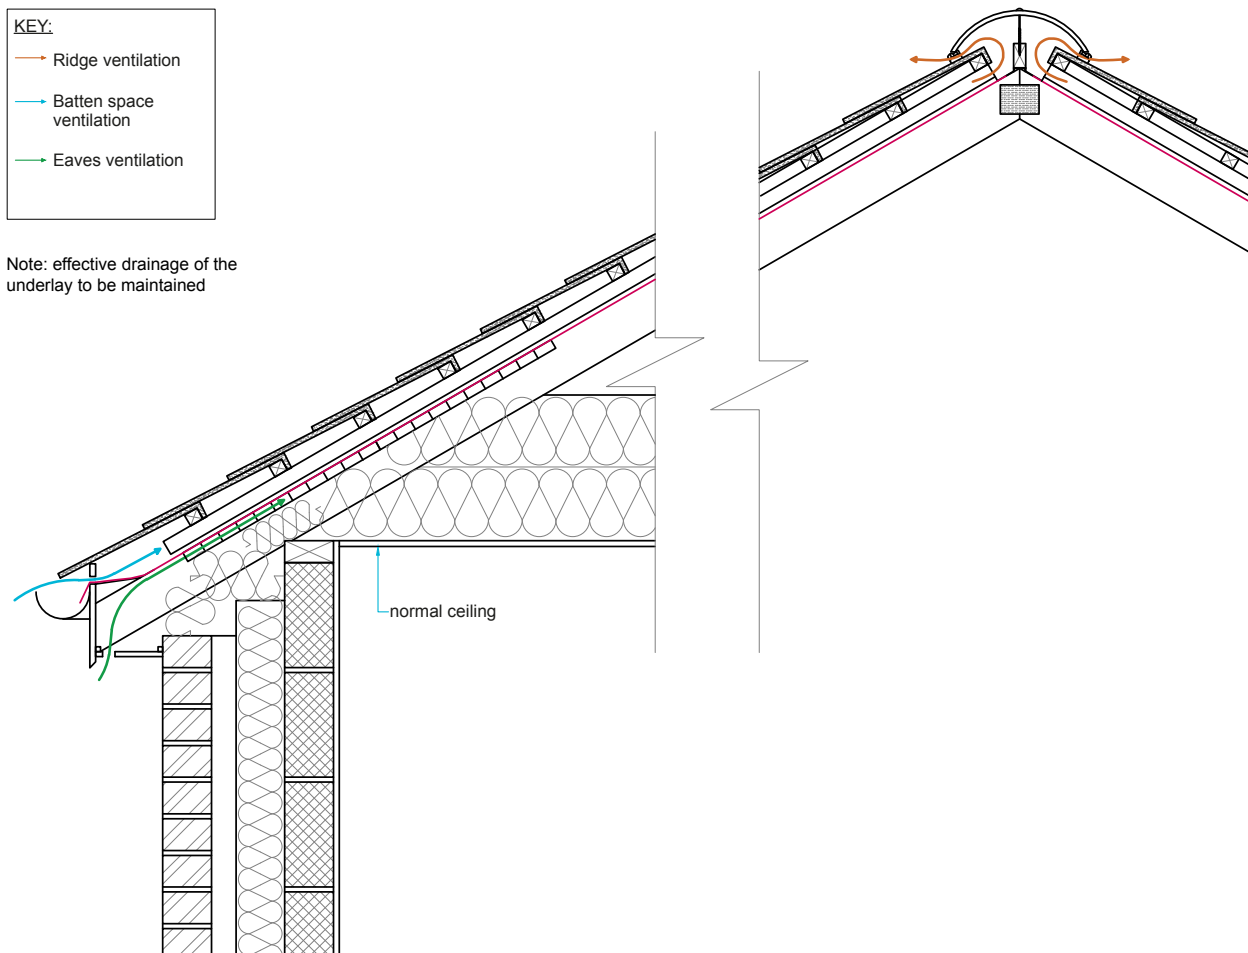 KEY:
Ridge ventilation
Batten space
ventilation
Eaves ventilation
Note: effective drainage of the
underlay to be maintained
normal ceiling